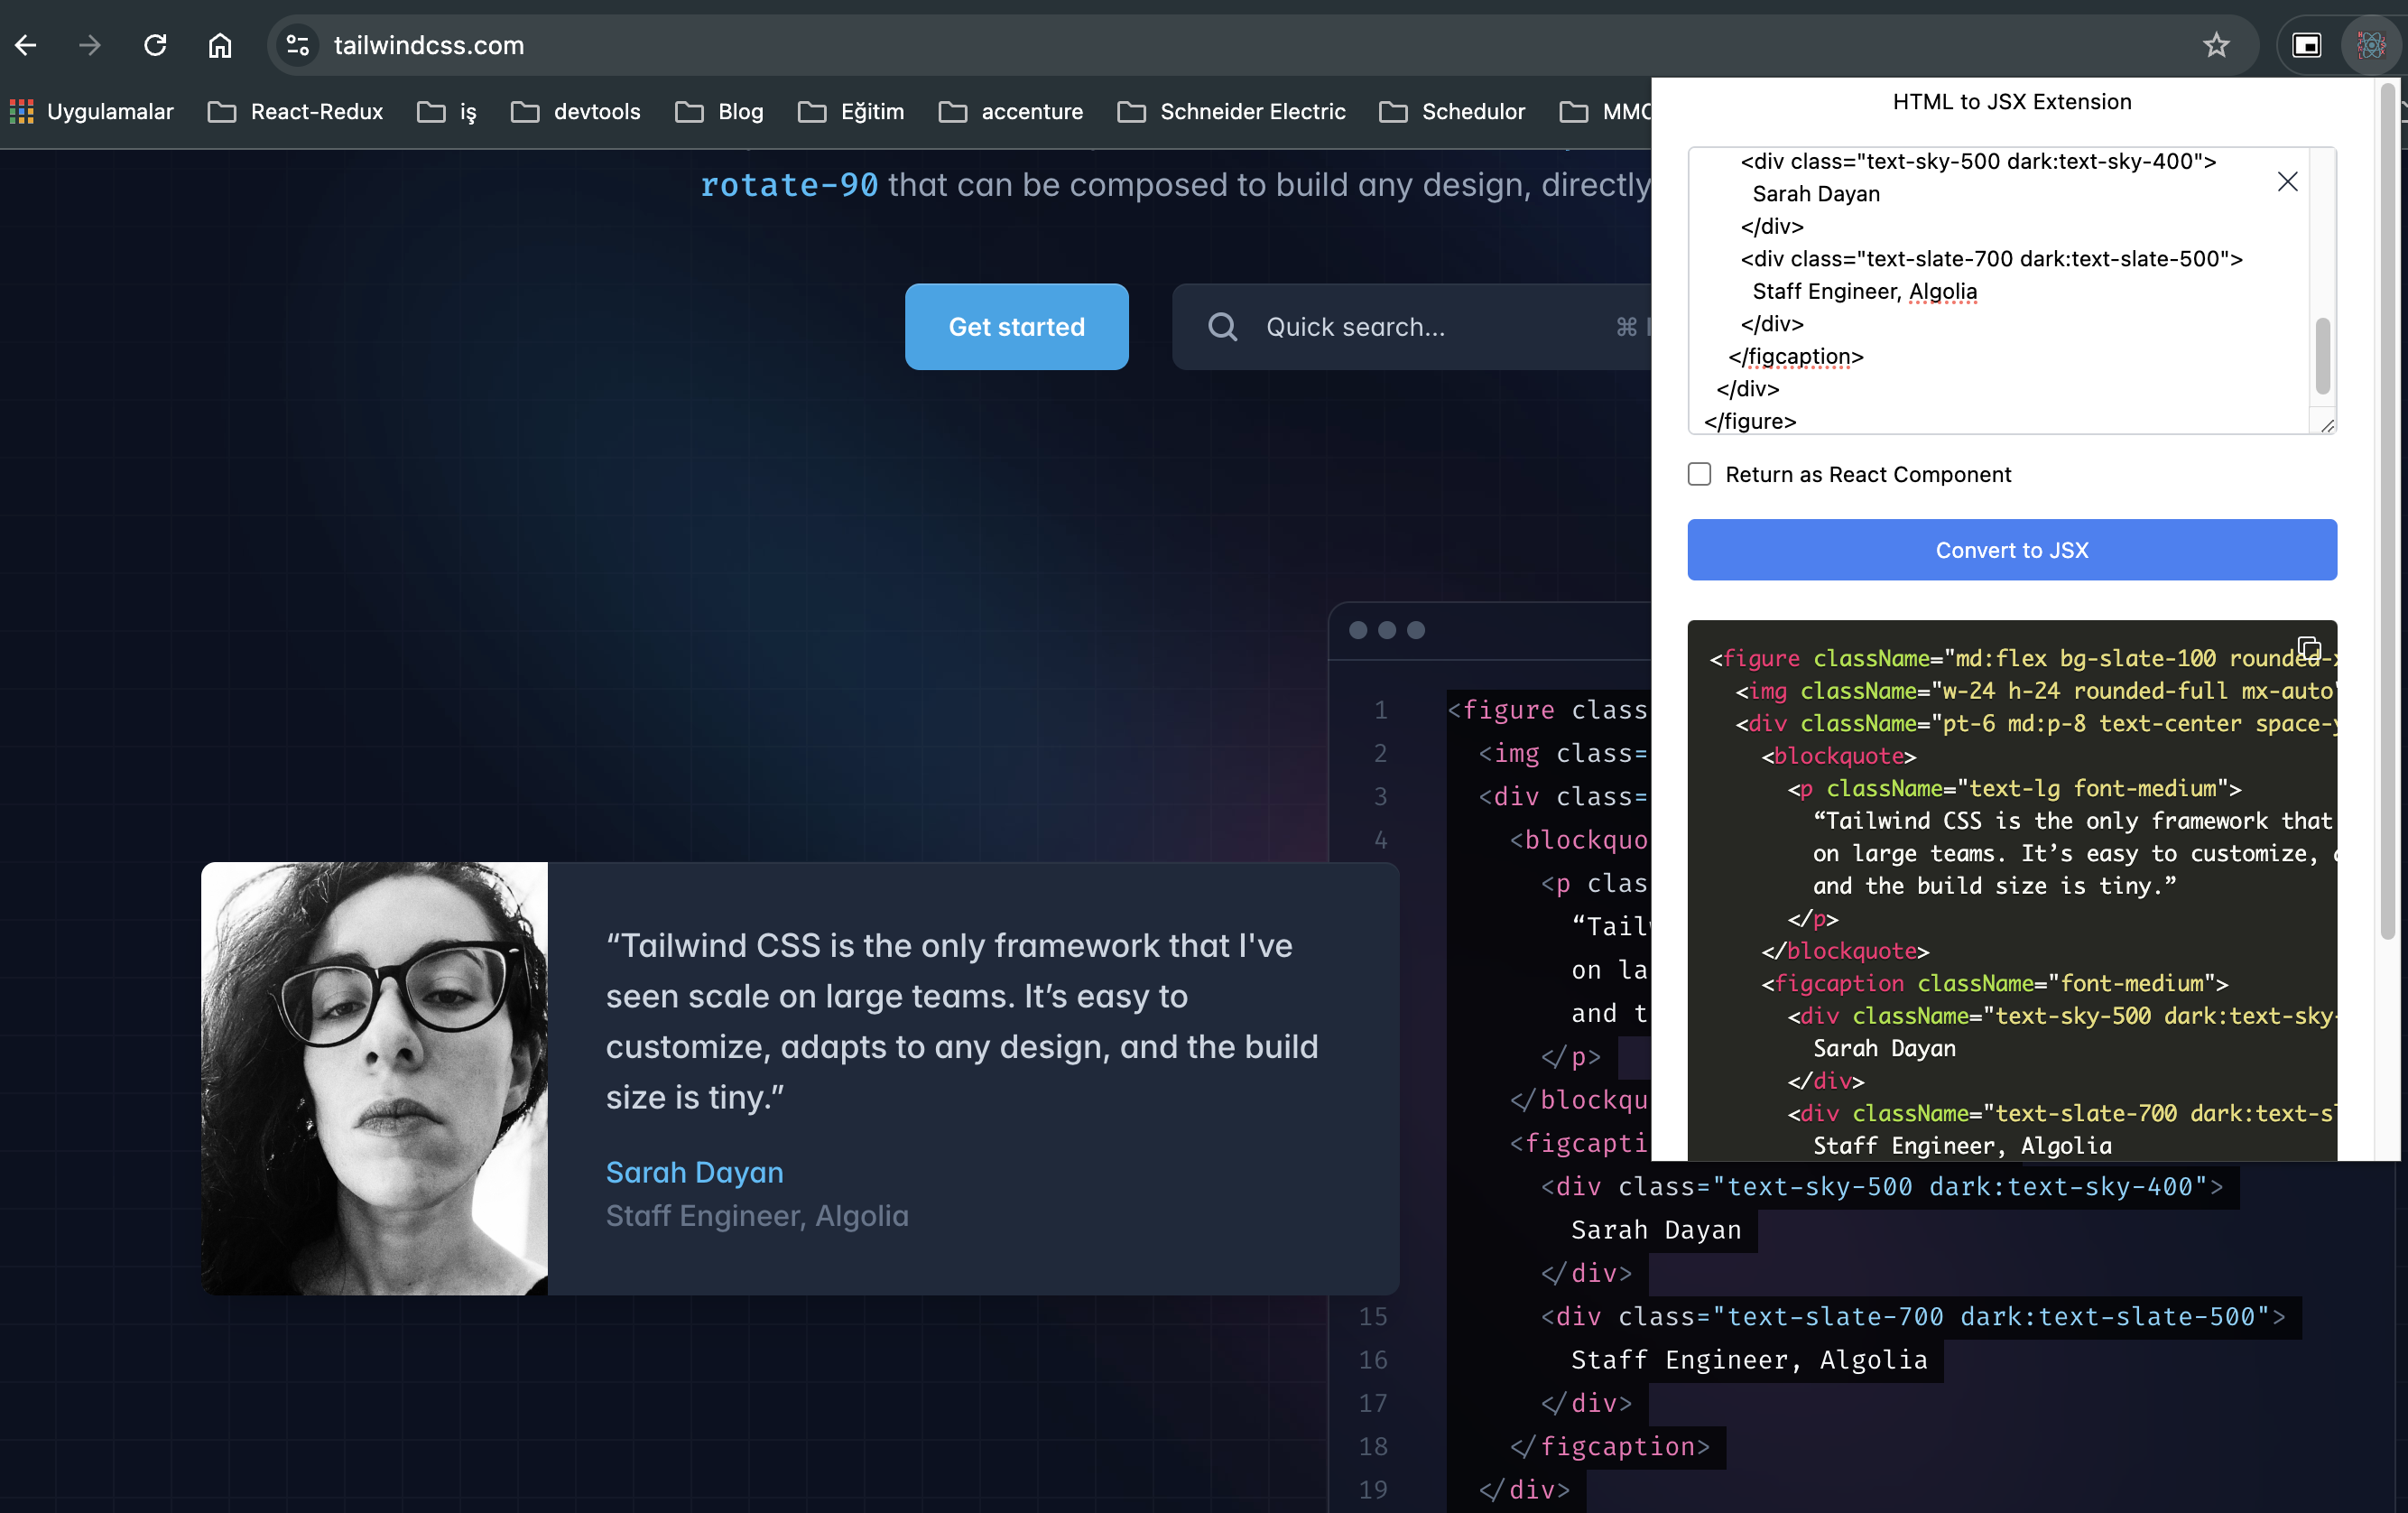 tailwindcss.com
Uygulamalar React-Redux iş devtools Blog Eğitim accenture Schneider Electric Schedulor
rotate-90 that can be composed to build any design, directly
Get started
Quick search...
⌘
1 <figure class
2 <img class=
3 <div class=
4 <blockquo
<p clas
“Tailw
on la
and t
</p>
</blockqu
<figcapti
<div class="text-sky-500 dark:text-sky-400">
Sarah Dayan
</div>
15 <div class="text-slate-700 dark:text-slate-500">
16 Staff Engineer, Algolia
17 </div>
18 </figcaption>
19 </div>
“Tailwind CSS is the only framework that I've
seen scale on large teams. It’s easy to
customize, adapts to any design, and the build
size is tiny.”
Sarah Dayan
Staff Engineer, Algolia
HTML to JSX Extension
<div class="text-sky-500 dark:text-sky-400">
Sarah Dayan
</div>
<div class="text-slate-700 dark:text-slate-500">
Staff Engineer, Algolia
</div>
</figcaption>
</div>
</figure>
Return as React Component
Convert to JSX
<figure className="md:flex bg-slate-100 rounded-x
<img className="w-24 h-24 rounded-full mx-auto"
<div className="pt-6 md:p-8 text-center space-y
<blockquote>
<p className="text-lg font-medium">
“Tailwind CSS is the only framework that
on large teams. It’s easy to customize,
and the build size is tiny.”
</p>
</blockquote>
<figcaption className="font-medium">
<div className="text-sky-500 dark:text-sky-
Sarah Dayan
</div>
<div className="text-slate-700 dark:text-sl
Staff Engineer, Algolia